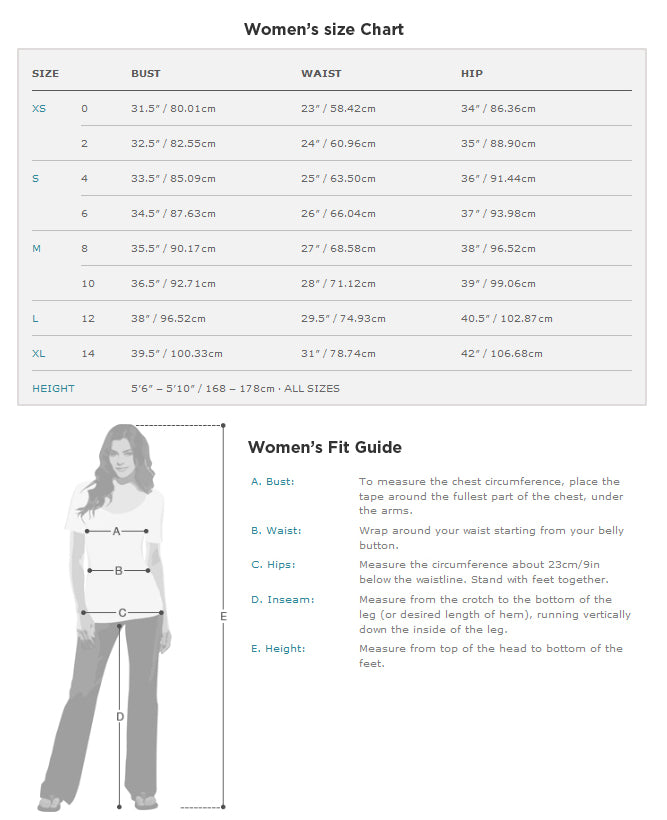 Women's size Chart
SIZE BUST WAIST HIP
XS 0 31.5" / 80.01cm 23" / 58.42cm 34" / 86.36cm
2 32.5" / 82.55cm 24" / 60.96cm 35" / 88.90cm
S 4 33.5" / 85.09cm 25" / 63.50cm 36" / 91.44cm
6 34.5" / 87.63cm 26" / 66.04cm 37" / 93.98cm
M 8 35.5" / 90.17cm 27" / 68.58cm 38" / 96.52cm
10 36.5" / 92.71cm 28" / 71.12cm 39" / 99.06cm
L 12 38" / 96.52cm 29.5" / 74.93cm 40.5" / 102.87cm
XL 14 39.5" / 100.33cm 31" / 78.74cm 42" / 106.68cm
HEIGHT 5'6" – 5'10" / 168 – 178cm · ALL SIZES
A
B
C
D
E
Women's Fit Guide
A. Bust: To measure the chest circumference, place the
tape around the fullest part of the chest, under
the arms.
B. Waist: Wrap around your waist starting from your belly
button.
C. Hips: Measure the circumference about 23cm/9in
below the waistline. Stand with feet together.
D. Inseam: Measure from the crotch to the bottom of the
leg (or desired length of hem), running vertically
down the inside of the leg.
E. Height: Measure from top of the head to bottom of the
feet.